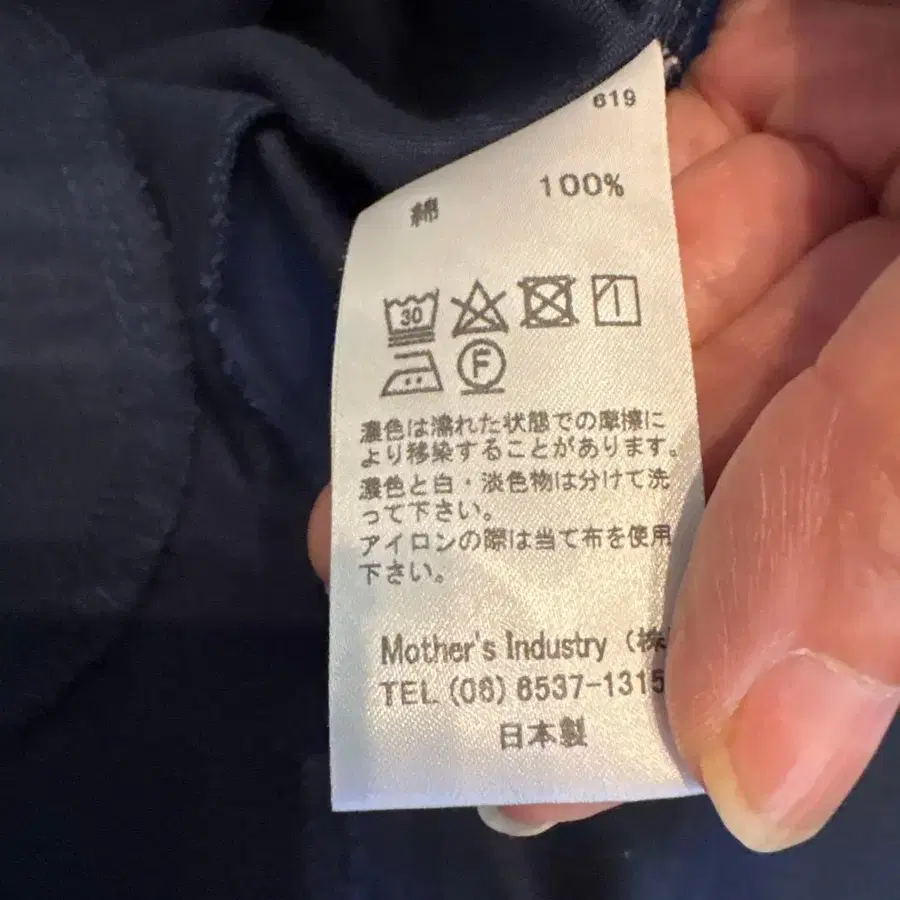 619
綿 100%
30
F
濃色は濡れた状態での摩擦に
より移染することがあります。
濃色と白・淡色物は分けて洗
って下さい。
アイロンの際は当て布を使用
下さい。
Mother's Industry (株
TEL (06) 6537-1315
日本製